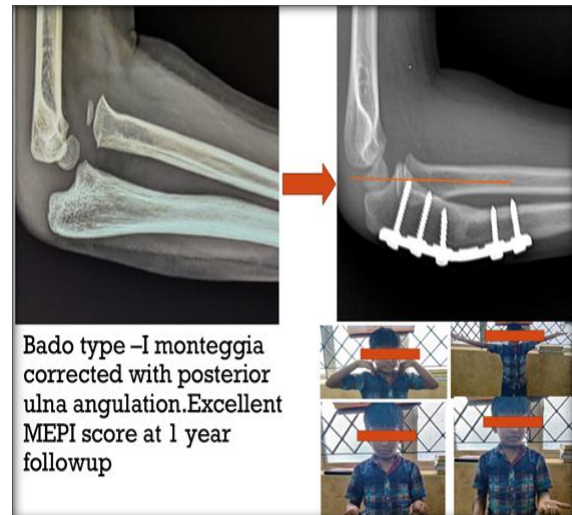 Bado type –I monteggia
corrected with posterior
ulna angulation.Excellent
MEPI score at 1 year
followup